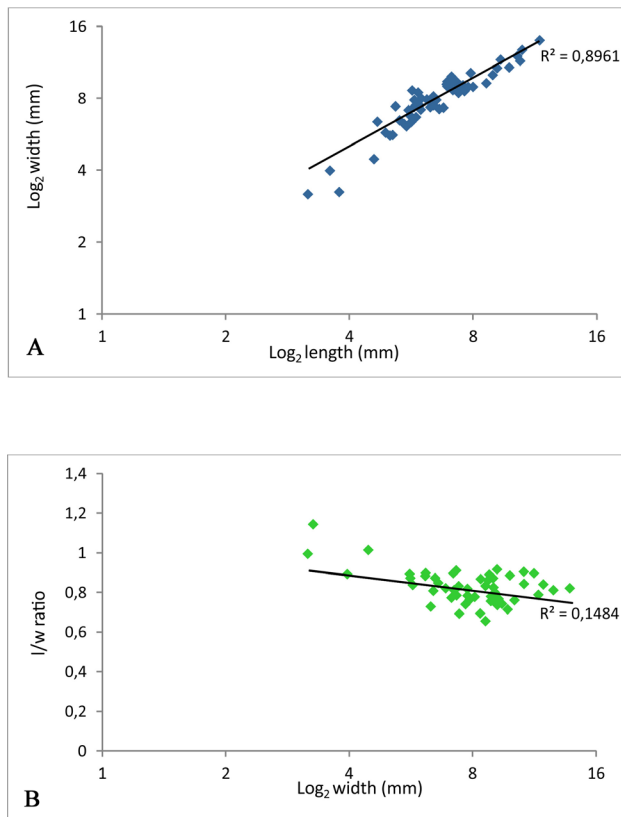 16
8
4
2
1
Log₂ width (mm)
R² = 0,8961
1 2 4 8 16
Log₂ length (mm)
A
1,4
1,2
1
0,8
0,6
0,4
0,2
0
l/w ratio
R² = 0,1484
1 2 4 8 16
Log₂ width (mm)
B